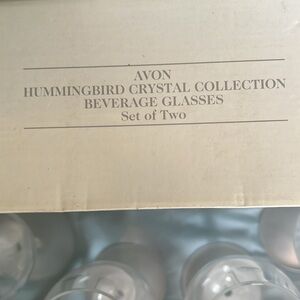 AVON
HUMMINGBIRD CRYSTAL COLLECTION
BEVERAGE GLASSES
Set of Two